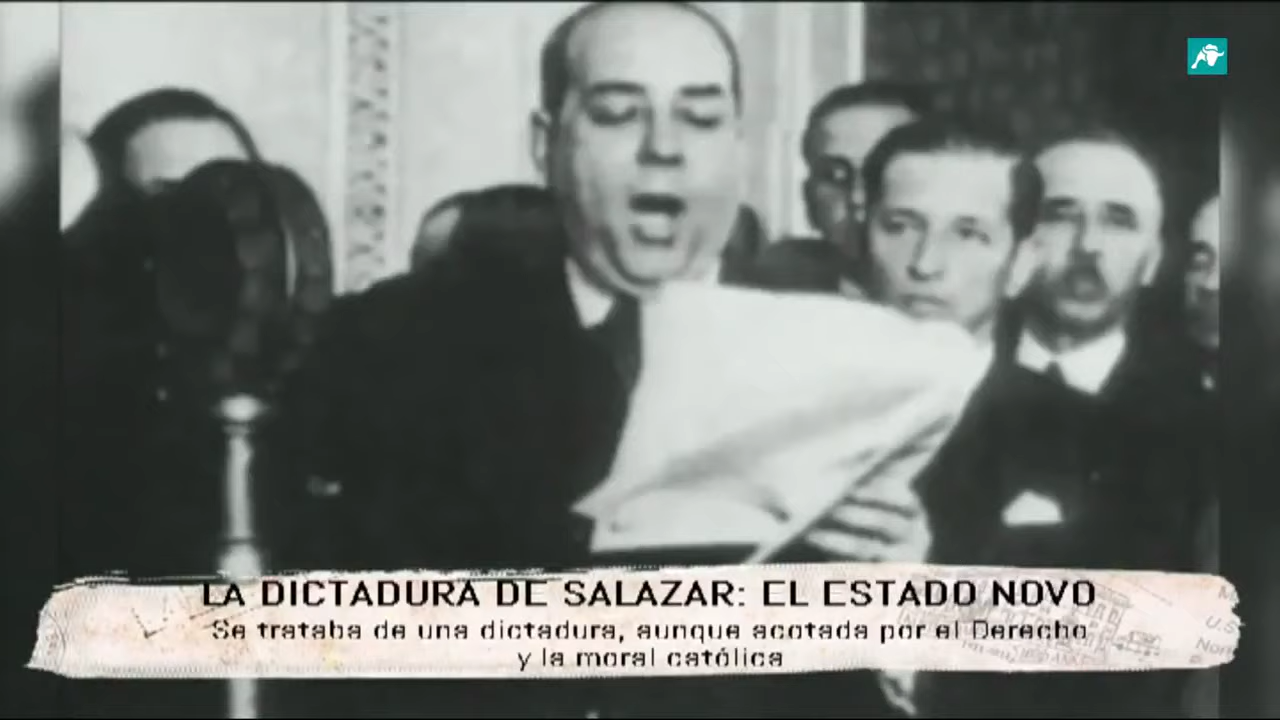 LA DICTADURA DE SALAZAR: EL ESTADO NOVO
Se trataba de una dictadura, aunque acotada por el Derecho
y la moral católica